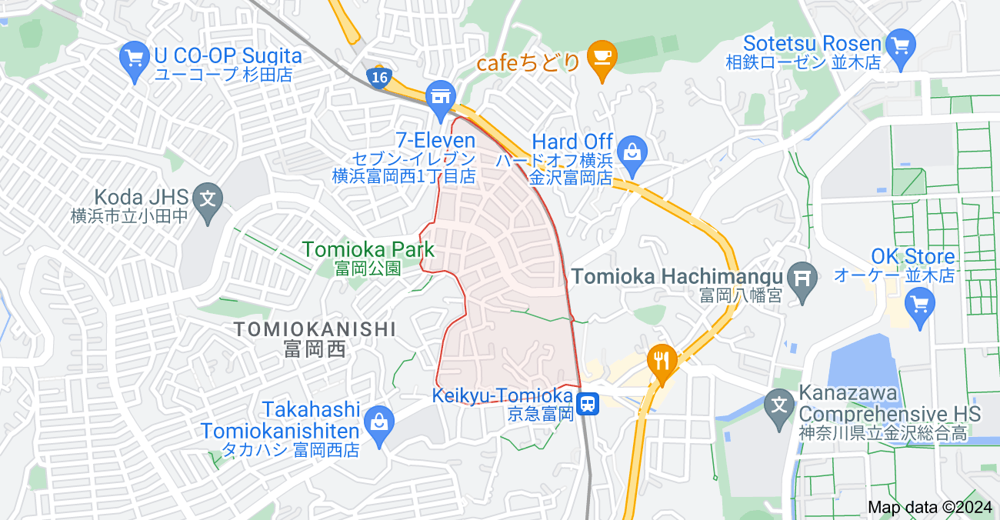 U CO-OP Sugita
ユーコープ 杉田店
16
cafeちどり
Sotetsu Rosen
相鉄ローゼン 並木店
7-Eleven
セブン-イレブン
横浜富岡西1丁目店
Hard Off
ハードオフ横浜
金沢富岡店
Koda JHS
横浜市立小田中
文
Tomioka Park
富岡公園
OK Store
オーケー 並木店
Tomioka Hachimangu
富岡八幡宮
TOMIOKANISHI
富岡西
Keikyu-Tomioka
京急富岡
Takahashi
Tomiokanishiten
タカハシ 富岡西店
文
Kanazawa
Comprehensive HS
神奈川県立金沢総合高
Map data ©2024